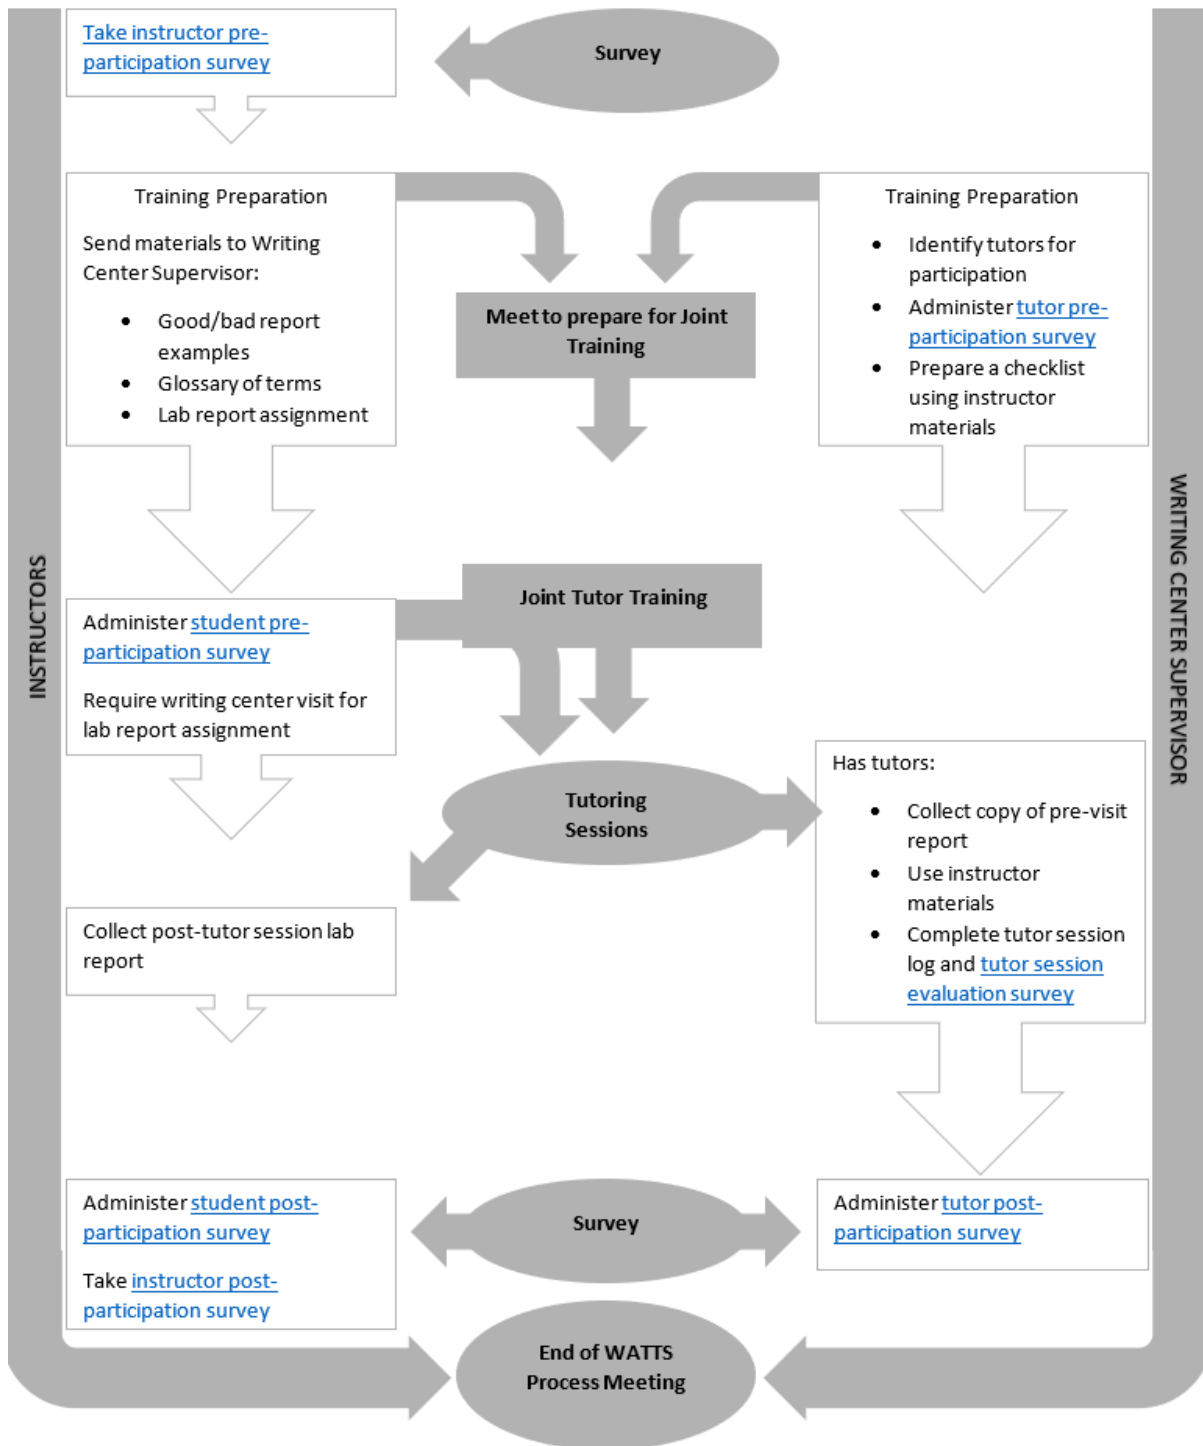 Take instructor pre-
participation survey
Survey
Training Preparation
Send materials to Writing
Center Supervisor:
• Good/bad report
examples
• Glossary of terms
• Lab report assignment
Meet to prepare for Joint
Training
Training Preparation
• Identify tutors for
participation
• Administer tutor pre-
participation survey
• Prepare a checklist
using instructor
materials
INSTRUCTORS
WRITING CENTER SUPERVISOR
Joint Tutor Training
Administer student pre-
participation survey
Require writing center visit for
lab report assignment
Tutoring
Sessions
Has tutors:
• Collect copy of pre-visit
report
• Use instructor
materials
• Complete tutor session
log and tutor session
evaluation survey
Collect post-tutor session lab
report
Administer student post-
participation survey
Take instructor post-
participation survey
Survey
Administer tutor post-
participation survey
End of WATTS
Process Meeting